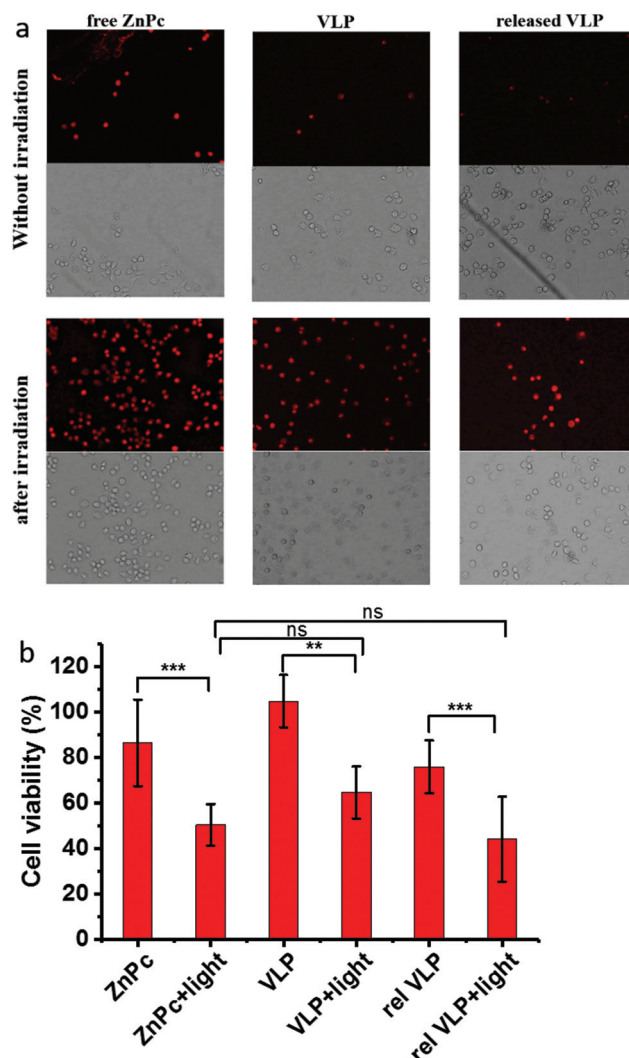 a
free ZnPc VLP released VLP
Without irradiation
after irradiation
b
ns
ns
***
**
***
Cell viability (%)
120
100
80
60
40
20
0
ZnPc
ZnPc+light
VLP
VLP+light
rel VLP
rel VLP+light